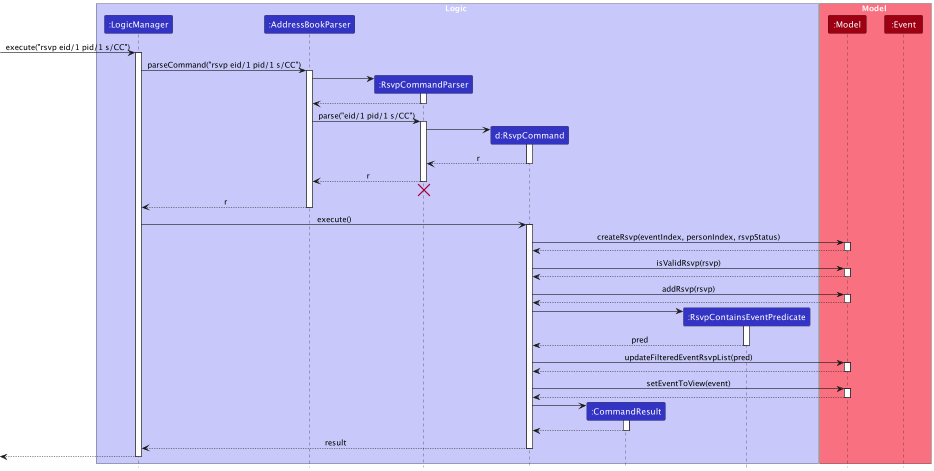 Logic
Model
:LogicManager
:AddressBookParser
:Model
:Event
execute("rsvp eid/1 pid/1 s/CC")
parseCommand("rsvp eid/1 pid/1 s/CC")
:RsvpCommandParser
parse("eid/1 pid/1 s/CC")
d:RsvpCommand
r
r
r
execute()
createRsvp(eventIndex, personIndex, rsvpStatus)
isValidRsvp(rsvp)
addRsvp(rsvp)
:RsvpContainsEventPredicate
pred
updateFilteredEventRsvpList(pred)
setEventToView(event)
:CommandResult
result